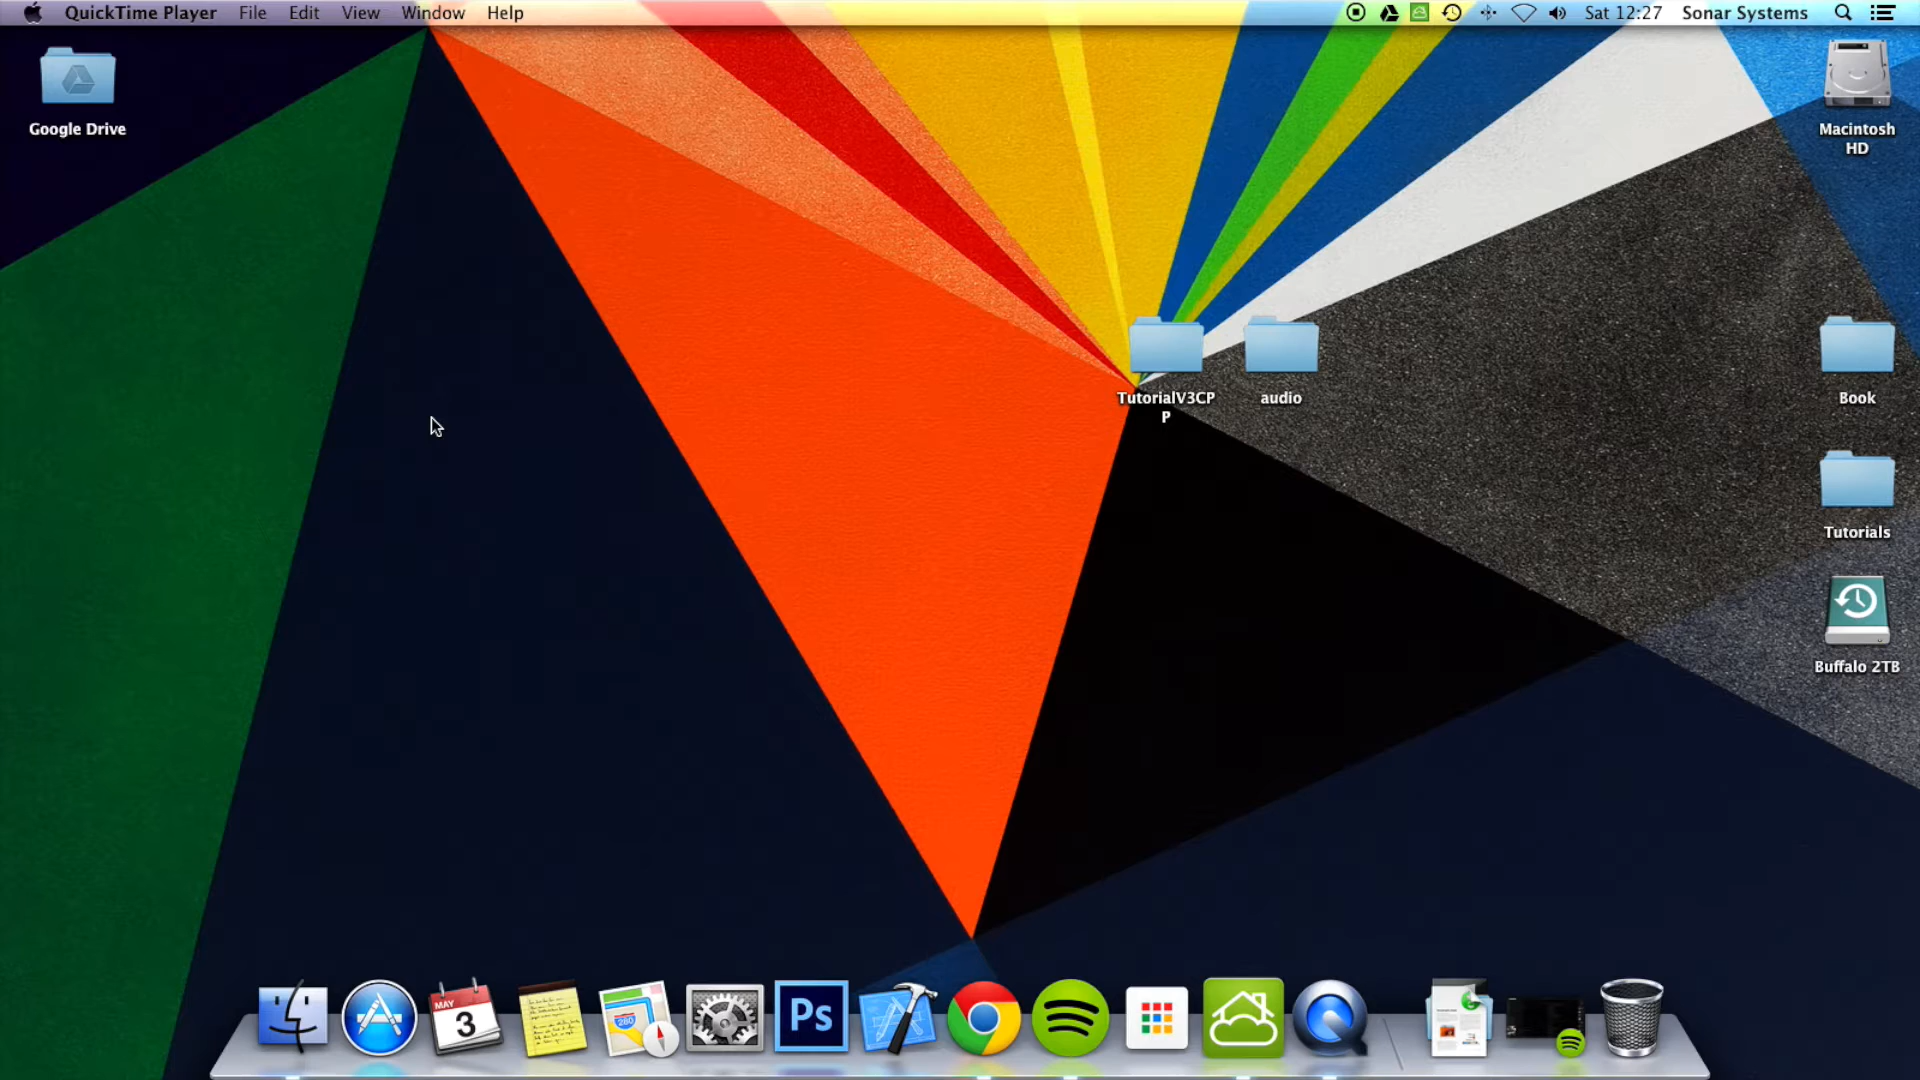 QuickTime Player File Edit View Window Help Sat 12:27 Sonar Systems
Google Drive
Macintosh
HD
TutorialV3CP
P
audio
Book
Tutorials
Buffalo 2TB
MAY
3
280
Ps